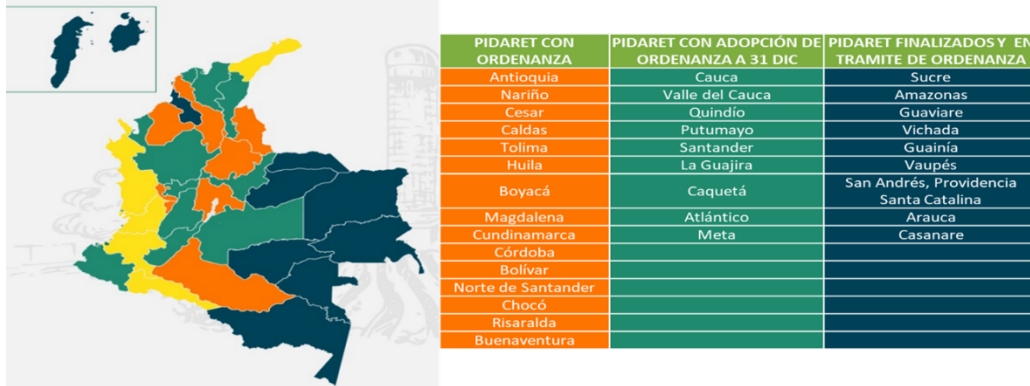 PIDARET CON ORDENANZA
PIDARET CON ADOPCIÓN DE ORDENANZA A 31 DIC
PIDARET FINALIZADOS Y EN TRAMITE DE ORDENANZA
Antioquia Cauca Sucre
Nariño Valle del Cauca Amazonas
Cesar Quindío Guaviare
Caldas Putumayo Vichada
Tolima Santander Guainía
Huila La Guajira Vaupés
Boyacá Caquetá San Andrés, Providencia Santa Catalina
Magdalena Atlántico Arauca
Cundinamarca Meta Casanare
Córdoba
Bolívar
Norte de Santander
Chocó
Risaralda
Buenaventura